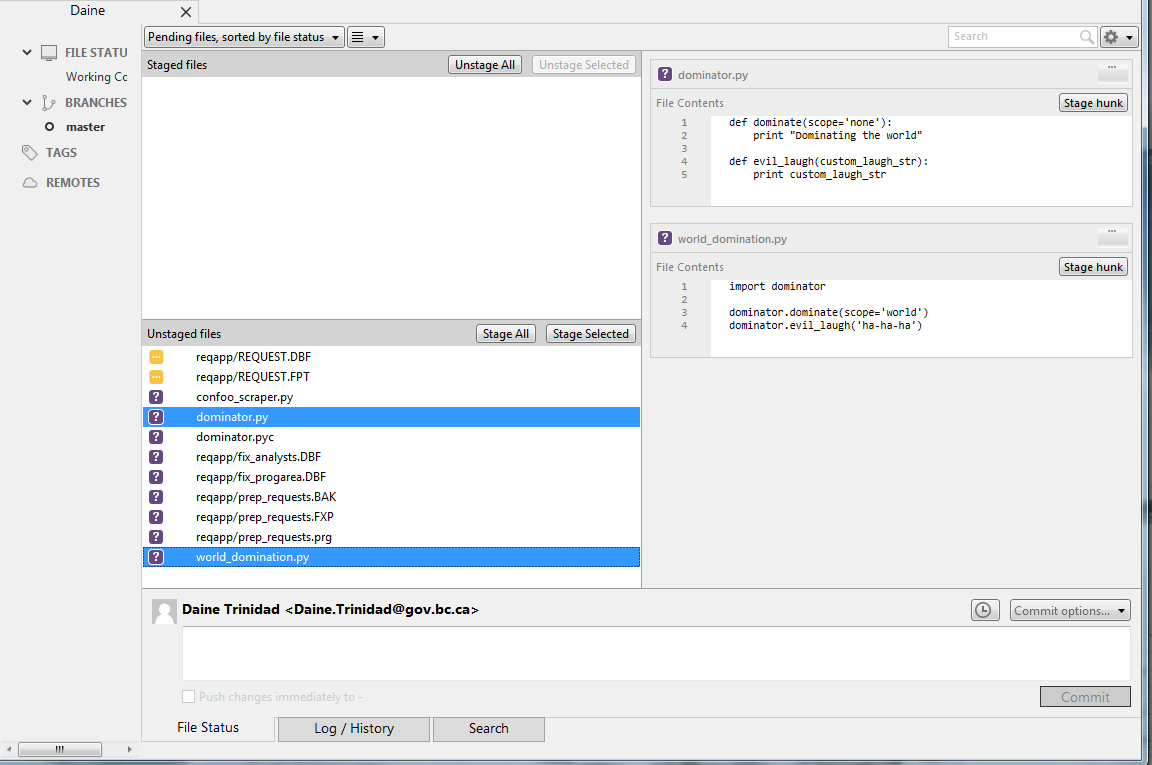 Daine
FILE STATU
Working Cc
BRANCHES
master
TAGS
REMOTES
Pending files, sorted by file status
Search
Staged files
Unstage All
Unstage Selected
Unstaged files
Stage All
Stage Selected
reqapp/REQUEST.DBF
reqapp/REQUEST.FPT
? confoo_scraper.py
? dominator.py
? dominator.pyc
? reqapp/fix_analysts.DBF
? reqapp/fix_progarea.DBF
? reqapp/prep_requests.BAK
? reqapp/prep_requests.FXP
? reqapp/prep_requests.prg
? world_domination.py
? dominator.py
File Contents
Stage hunk
1 def dominate(scope='none'):
2 print "Dominating the world"
3
4 def evil_laugh(custom_laugh_str):
5 print custom_laugh_str
? world_domination.py
File Contents
Stage hunk
1 import dominator
2
3 dominator.dominate(scope='world')
4 dominator.evil_laugh('ha-ha-ha')
Daine Trinidad <Daine.Trinidad@gov.bc.ca>
Commit options...
Push changes immediately to -
Commit
File Status
Log / History
Search